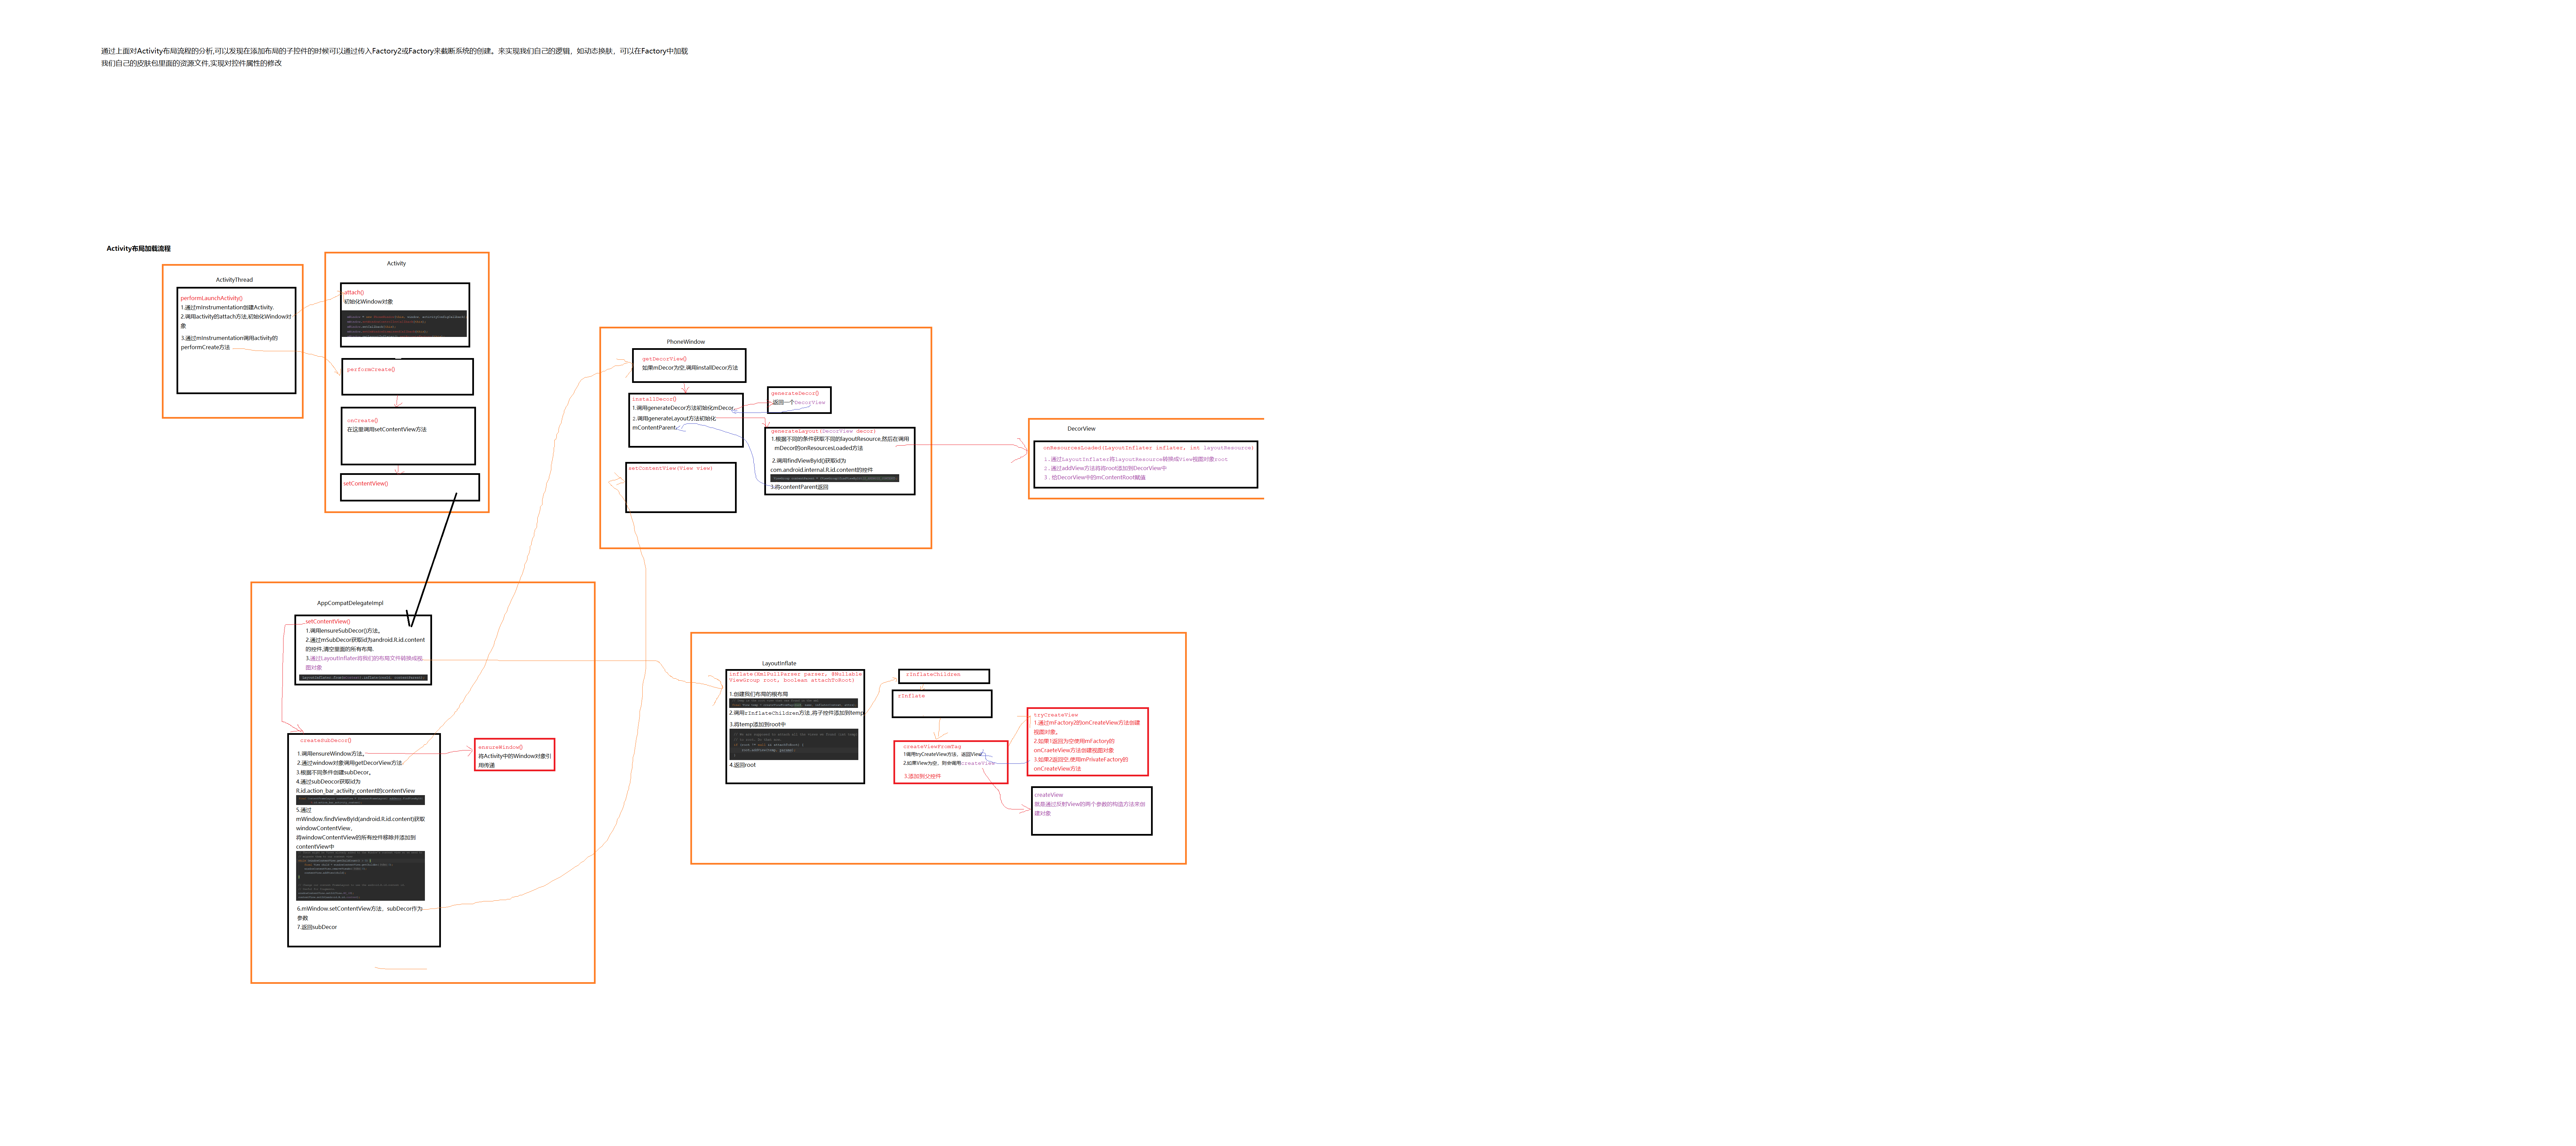 通过上面对Activity布局流程的分析,可以发现在添加布局的子控件的时候可以通过传入Factory2或Factory来截断系统的创建。来实现我们自己的逻辑，如动态换肤，可以在Factory中加载
我们自己的皮肤包里面的资源文件,实现对控件属性的修改
Activity布局加载流程
ActivityThread
performLaunchActivity()
1.通过mInstrumentation创建Activity.
2.调用activity的attach方法,初始化Window对
象
3.通过mInstrumentation调用activity的
performCreate方法
Activity
attach()
初始化Window对象
performCreate()
onCreate()
在这里调用setContentView方法
setContentView()
PhoneWindow
getDecorView()
如果mDecor为空,调用installDecor方法
installDecor()
1.调用generateDecor方法初始化mDecor
2.调用generateLayout方法初始化
mContentParent
generateDecor()
返回一个DecorView
generateLayout(DecorView decor)
1.根据不同的条件获取不同的layoutResource,然后在调用
mDecor的onResourcesLoaded方法
2.调用findViewById()获取id为
com.android.internal.R.id.content的控件
3.将contentParent返回
setContentView(View view)
DecorView
onResourcesLoaded(LayoutInflater inflater, int layoutResource)
1.通过LayoutInflater将layoutResource转换成View视图对象root
2.通过addView方法员将root添加到DecorView中
3.给DecorView中的mContentRoot赋值
AppCompatDelegateImpl
setContentView()
1.调用ensureSubDecor()方法。
2.通过mSubDecor获取id为android.R.id.content
的控件,清空里面的所有布局.
3.通过LayoutInflater将我们的布局文件转换成视
图对象
createSubDecor()
1.调用ensureWindow方法。
2.通过window对象调用getDecorView方法
3.根据不同条件创建subDecor。
4.通过subDeocor获取id为
R.id.action_bar_activity_content的contentView
5.通过
mWindow.findViewById(android.R.id.content)获取
windowContentView，
将windowContentView的所有控件移除并添加到
contentView中
6.mWindow.setContentView方法，subDecor作为
参数
7.返回subDecor
ensureWindow()
将Activity中的Window对象引
用传递
LayoutInflate
inflate(XmlPullParser parser, @Nullable
ViewGroup root, boolean attachToRoot)
1.创建我们布局的根布局
2.调用rInflateChildren方法,将子控件添加到temp
3.将temp添加到root中
4.返回root
rInflateChildren
rInflate
createViewFromTag
1调用tryCreateView方法，返回View
2.如果View为空，则会调用createView
3.添加到父控件
tryCreateView
1.通过mFactory2的onCreateView方法创建
视图对象。
2.如果1返回为空使用mFactory的
onCraeteView方法创建视图对象
3.如果2返回空,使用mPrivateFactory的
onCreateView方法
createView
就是通过反射View的两个参数的构造方法来创
建对象